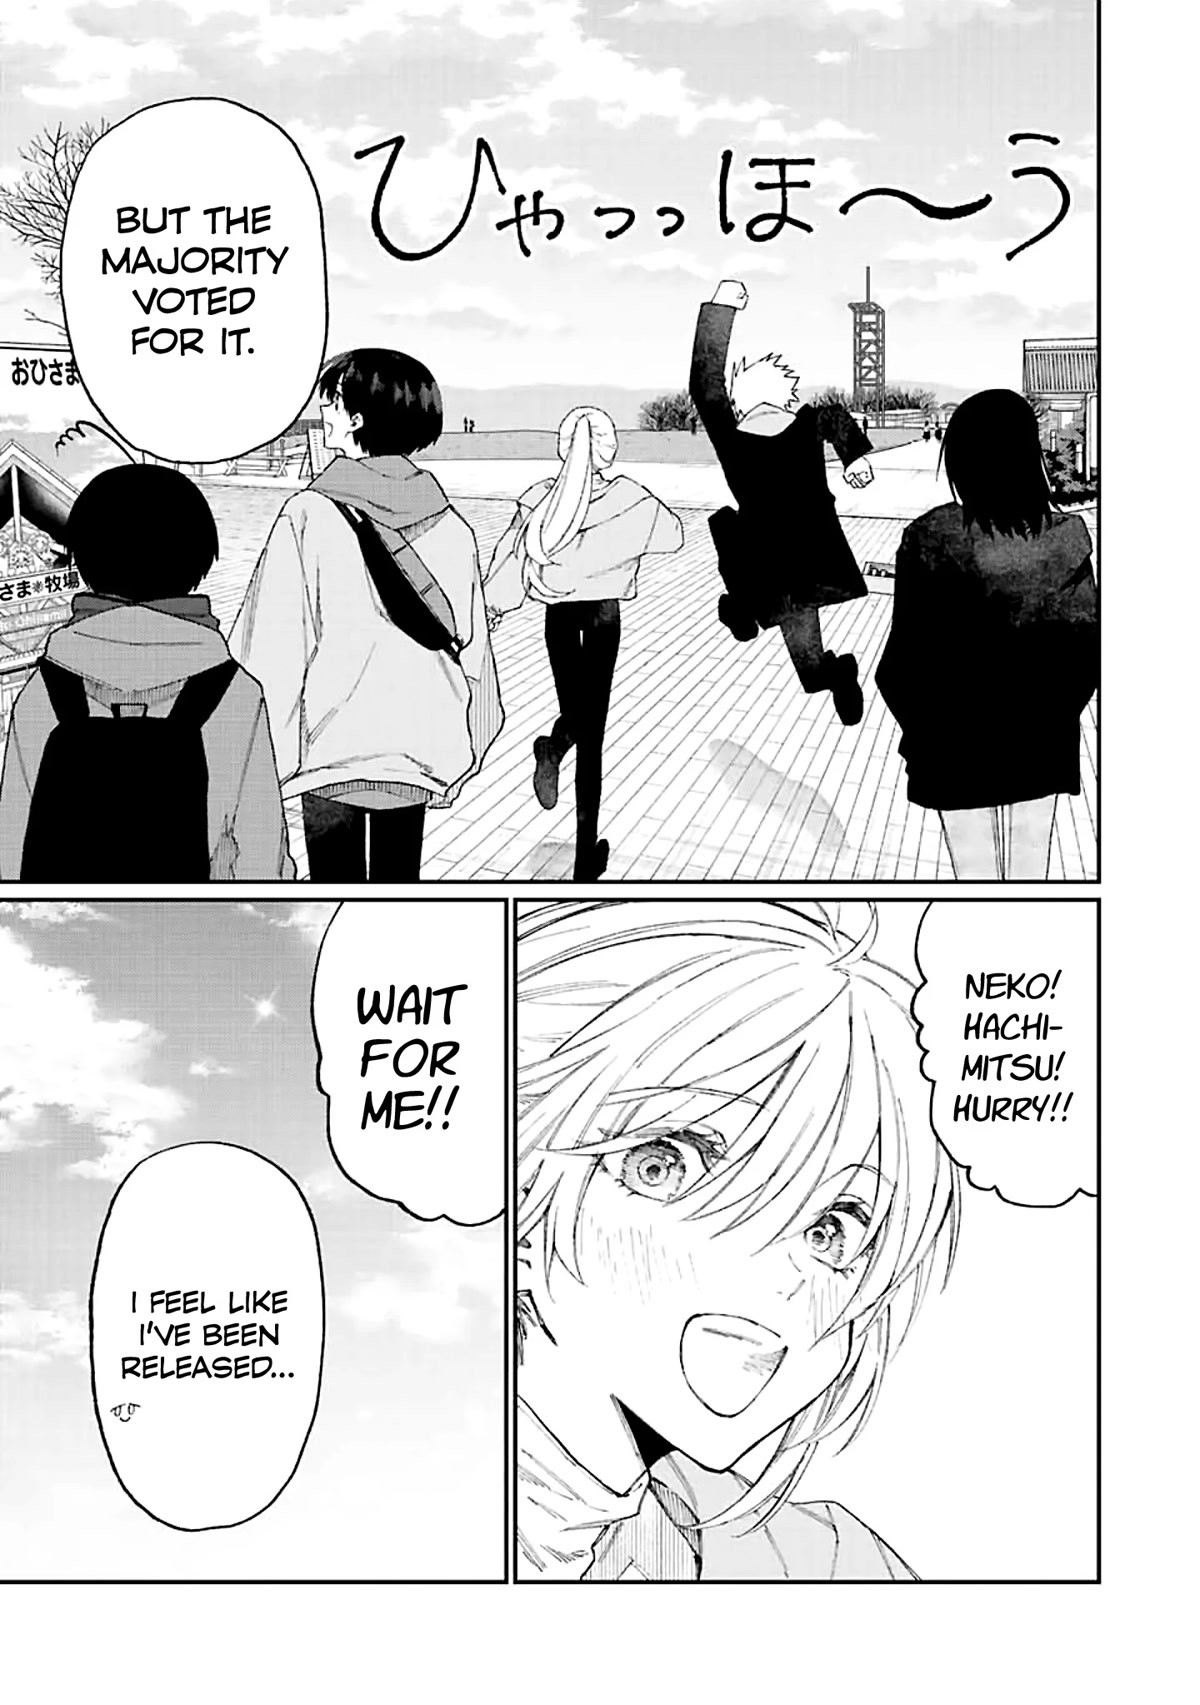 ひゃっっほ〜う
BUT THE
MAJORITY
VOTED
FOR IT.
おひさま
さま牧場
NEKO!
HACHI-
MITSU!
HURRY!!
WAIT
FOR
ME!!
I FEEL LIKE
I'VE BEEN
RELEASED...